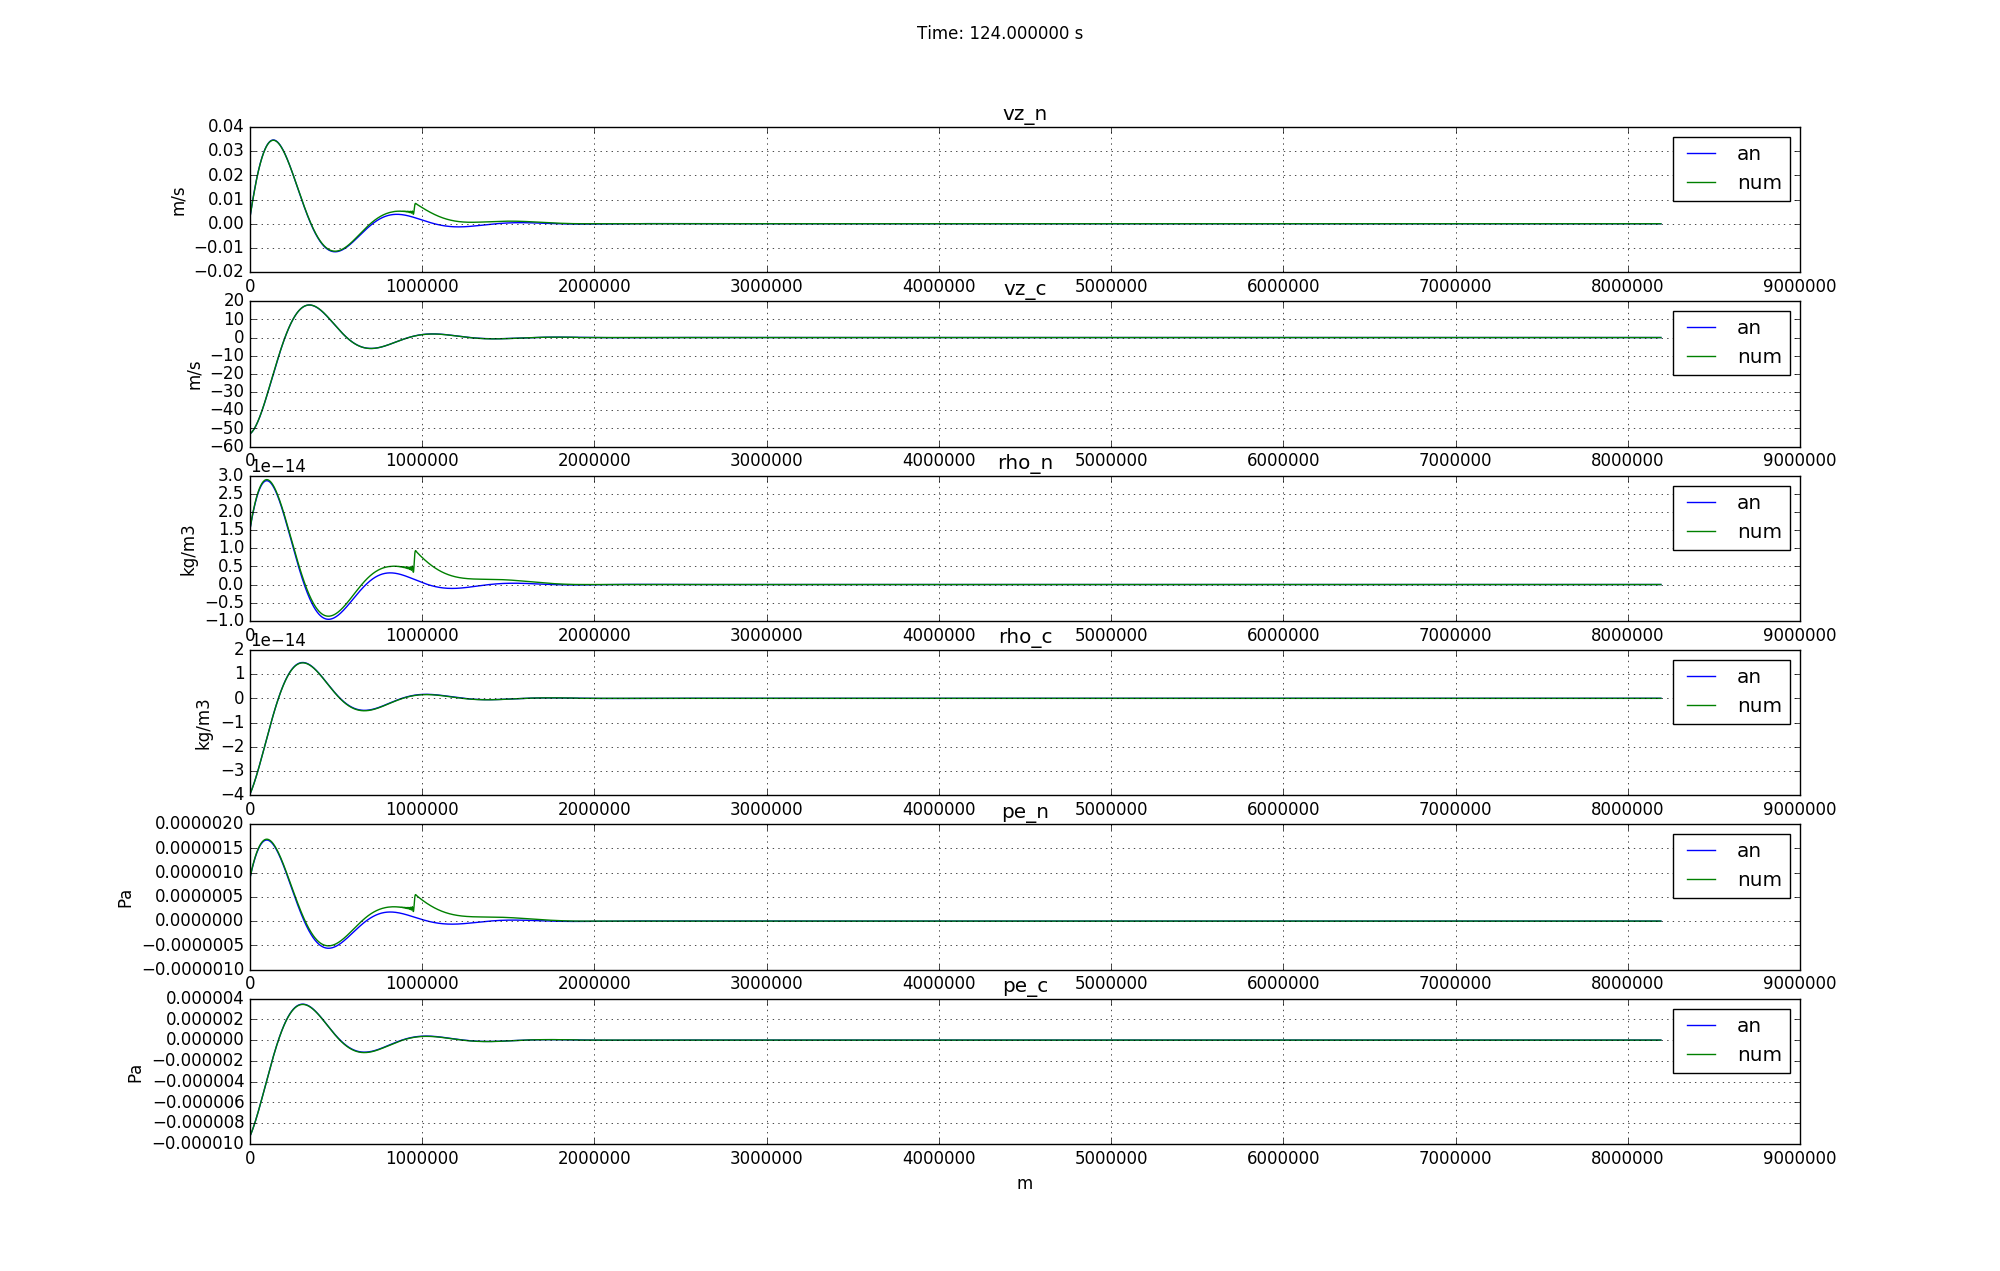 Time: 124.000000 s
vz_n
0.04
0.03
0.02
0.01
0.00
−0.01
−0.02
m/s
an
num
0 1000000 2000000 3000000 4000000 5000000 6000000 7000000 8000000 9000000
vz_c
20
10
0
−10
−20
−30
−40
−50
−60
m/s
an
num
0 1000000 2000000 3000000 4000000 5000000 6000000 7000000 8000000 9000000
1e−14
rho_n
3.0
2.5
2.0
1.5
1.0
0.5
0.0
−0.5
−1.0
kg/m3
an
num
0 1000000 2000000 3000000 4000000 5000000 6000000 7000000 8000000 9000000
1e−14
rho_c
2
1
0
−1
−2
−3
−4
kg/m3
an
num
0 1000000 2000000 3000000 4000000 5000000 6000000 7000000 8000000 9000000
pe_n
0.0000020
0.0000015
0.0000010
0.0000005
0.0000000
−0.0000005
−0.0000010
Pa
an
num
0 1000000 2000000 3000000 4000000 5000000 6000000 7000000 8000000 9000000
pe_c
0.000004
0.000002
0.000000
−0.000002
−0.000004
−0.000006
−0.000008
−0.000010
Pa
an
num
0 1000000 2000000 3000000 4000000 5000000 6000000 7000000 8000000 9000000
m